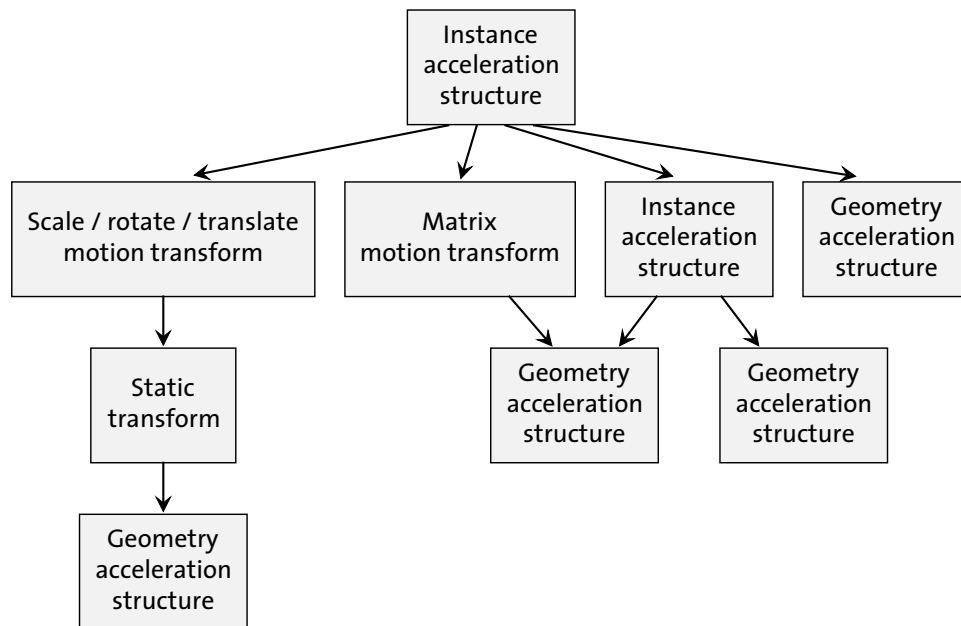 Instance
acceleration
structure
Scale / rotate / translate
motion transform
Matrix
motion transform
Instance
acceleration
structure
Geometry
acceleration
structure
Static
transform
Geometry
acceleration
structure
Geometry
acceleration
structure
Geometry
acceleration
structure